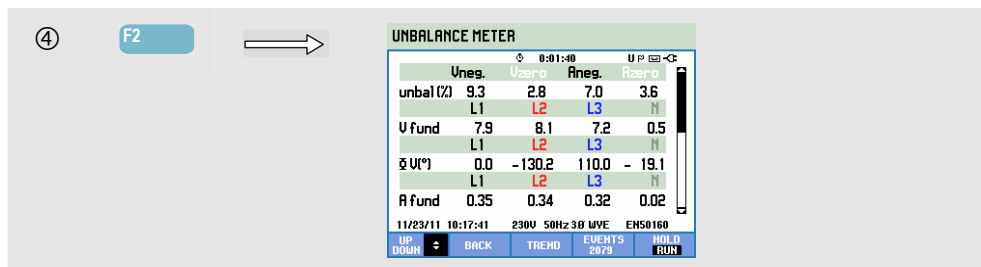 ④ F2
UNBALANCE METER
0:01:40 U
Vneg. Vzero Aneg. Azero
unbal(%) 9.3 2.8 7.0 3.6
L1 L2 L3 N
V fund 7.9 8.1 7.2 0.5
L1 L2 L3 N
Φ V(°) 0.0 -130.2 110.0 - 19.1
L1 L2 L3 N
A fund 0.35 0.34 0.32 0.02
11/23/11 10:17:41 230V 50Hz 3Ø WYE EN50160
UP DOWN BACK TREND EVENTS 2079 HOLD RUN